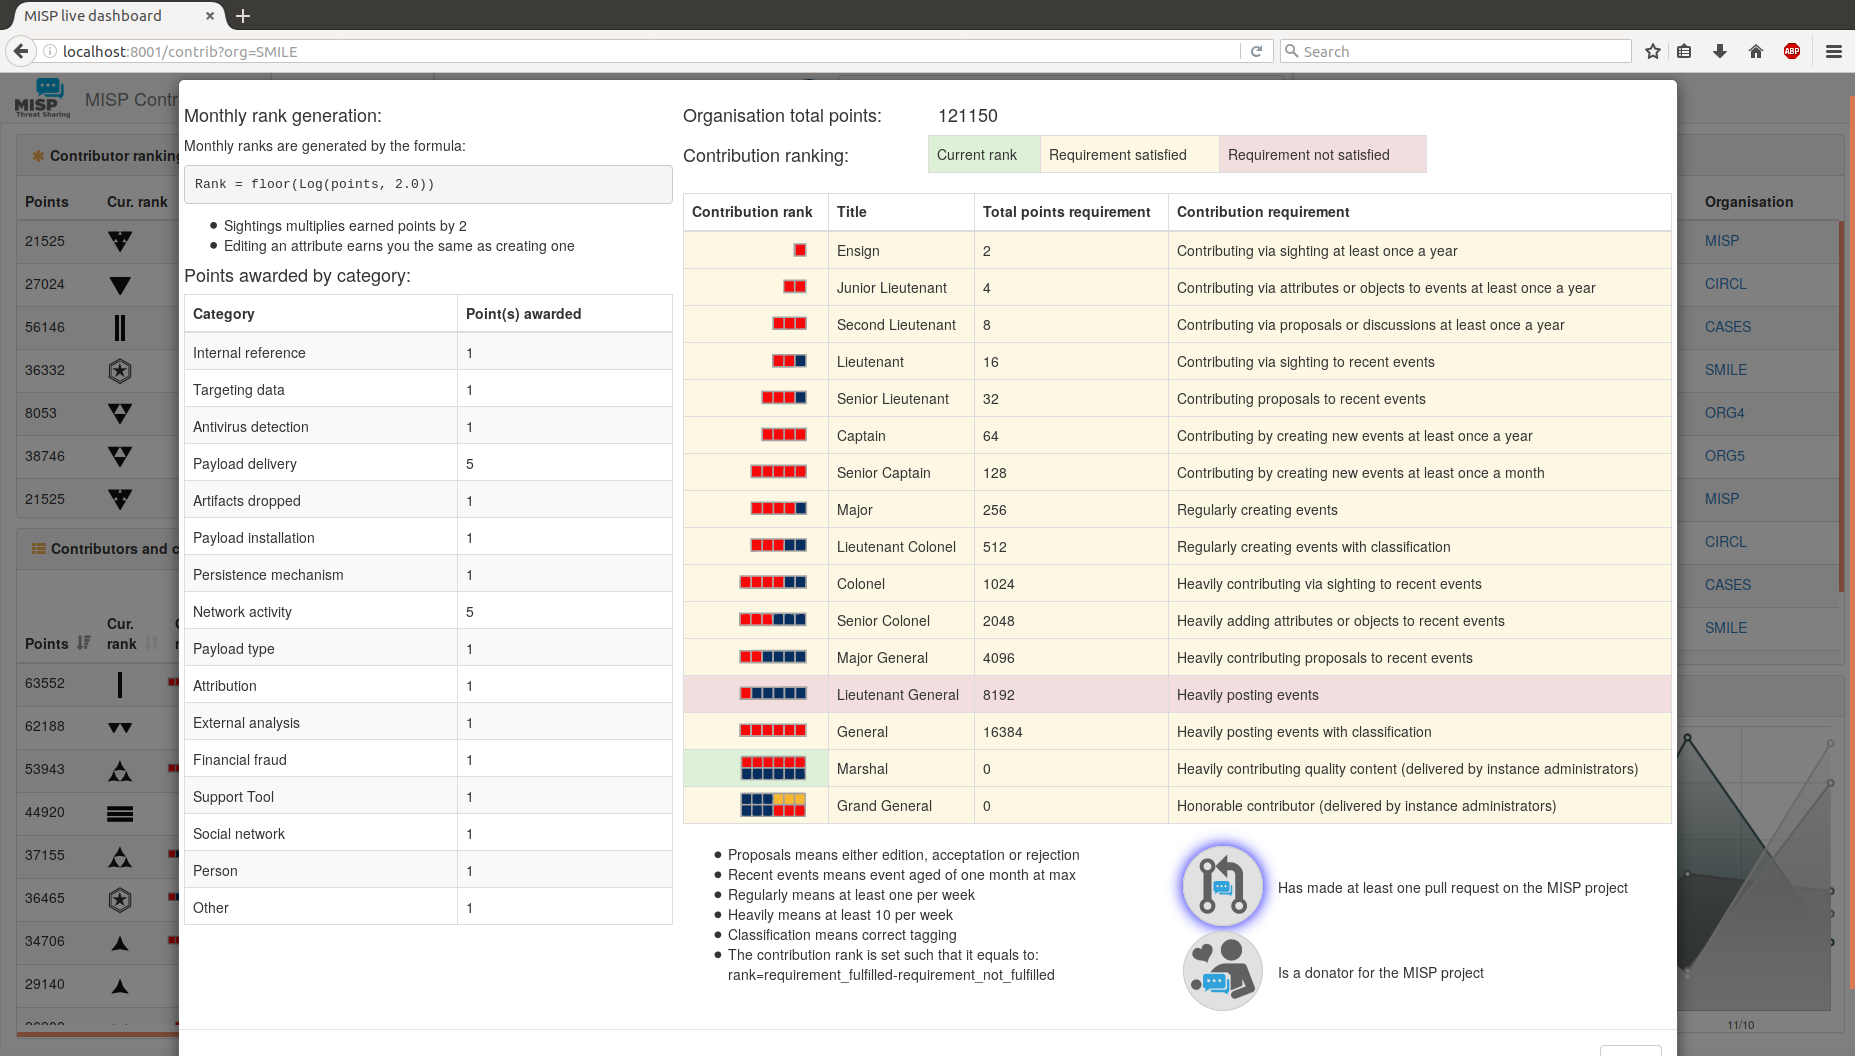 MISP live dashboard
localhost:8001/contrib?org=SMILE
Search
ABP
MISP
Threat Sharing
MISP Contr
Contributor ranking
Points Cur. rank
21525
27024
56146
36332
8053
38746
21525
Contributors and c
Points Cur. rank
63552
62188
53943
44920
37155
36465
34706
29140
Monthly rank generation:
Monthly ranks are generated by the formula:
Rank = floor(Log(points, 2.0))
Sightings multiplies earned points by 2
Editing an attribute earns you the same as creating one
Points awarded by category:
Category Point(s) awarded
Internal reference 1
Targeting data 1
Antivirus detection 1
Payload delivery 5
Artifacts dropped 1
Payload installation 1
Persistence mechanism 1
Network activity 5
Payload type 1
Attribution 1
External analysis 1
Financial fraud 1
Support Tool 1
Social network 1
Person 1
Other 1
Organisation total points: 121150
Contribution ranking: Current rank Requirement satisfied Requirement not satisfied
Contribution rank Title Total points requirement Contribution requirement
Ensign 2 Contributing via sighting at least once a year
Junior Lieutenant 4 Contributing via attributes or objects to events at least once a year
Second Lieutenant 8 Contributing via proposals or discussions at least once a year
Lieutenant 16 Contributing via sighting to recent events
Senior Lieutenant 32 Contributing proposals to recent events
Captain 64 Contributing by creating new events at least once a year
Senior Captain 128 Contributing by creating new events at least once a month
Major 256 Regularly creating events
Lieutenant Colonel 512 Regularly creating events with classification
Colonel 1024 Heavily contributing via sighting to recent events
Senior Colonel 2048 Heavily adding attributes or objects to recent events
Major General 4096 Heavily contributing proposals to recent events
Lieutenant General 8192 Heavily posting events
General 16384 Heavily posting events with classification
Marshal 0 Heavily contributing quality content (delivered by instance administrators)
Grand General 0 Honorable contributor (delivered by instance administrators)
Proposals means either edition, acceptation or rejection
Recent events means event aged of one month at max
Regularly means at least one per week
Heavily means at least 10 per week
Classification means correct tagging
The contribution rank is set such that it equals to:
rank=requirement_fulfilled-requirement_not_fulfilled
Has made at least one pull request on the MISP project
Is a donator for the MISP project
Organisation
MISP
CIRCL
CASES
SMILE
ORG4
ORG5
MISP
CIRCL
CASES
SMILE
11/10